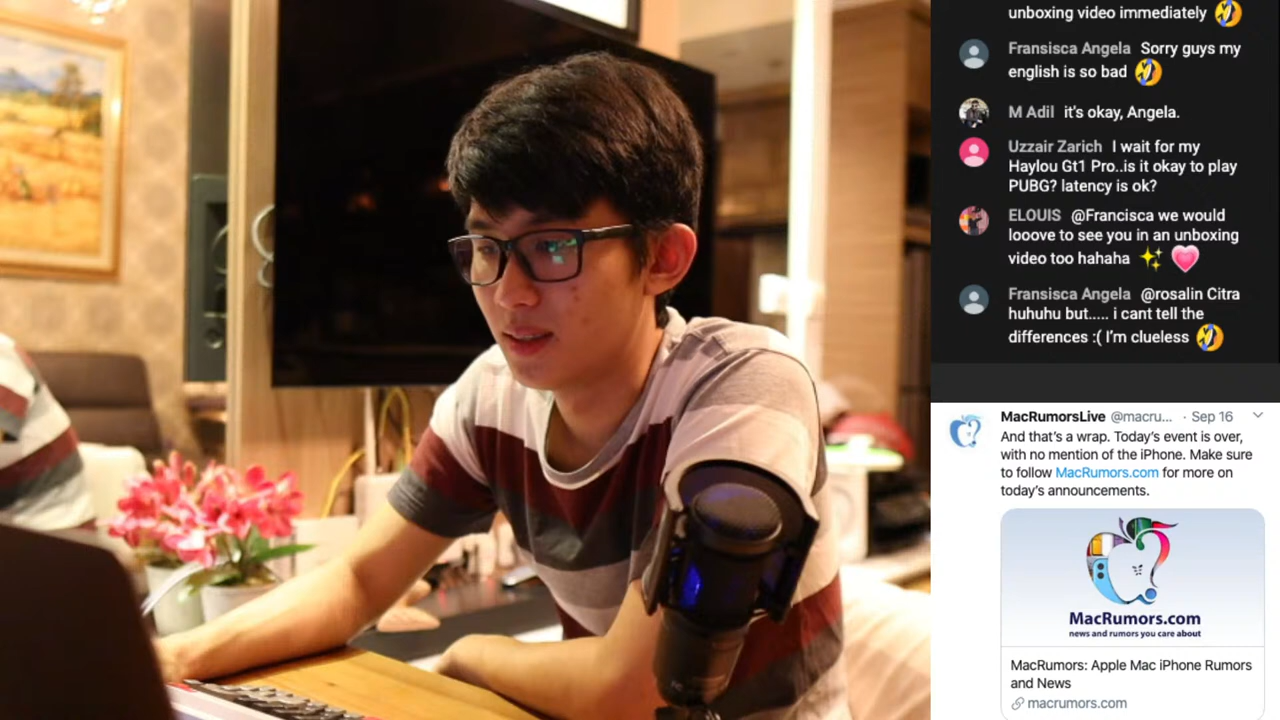 unboxing video immediately 🤣
Fransisca Angela Sorry guys my
english is so bad 🤣
M Adil it's okay, Angela.
Uzzair Zarich I wait for my
Haylou Gt1 Pro..is it okay to play
PUBG? latency is ok?
ELOUIS @Francisca we would
looove to see you in an unboxing
video too hahaha ✨ 💗
Fransisca Angela @rosalin Citra
huhuhu but..... i cant tell the
differences :( I'm clueless 🤣
MacRumorsLive @macru... · Sep 16
And that's a wrap. Today's event is over,
with no mention of the iPhone. Make sure
to follow MacRumors.com for more on
today's announcements.
MacRumors.com
news and rumors you care about
MacRumors: Apple Mac iPhone Rumors
and News
macrumors.com